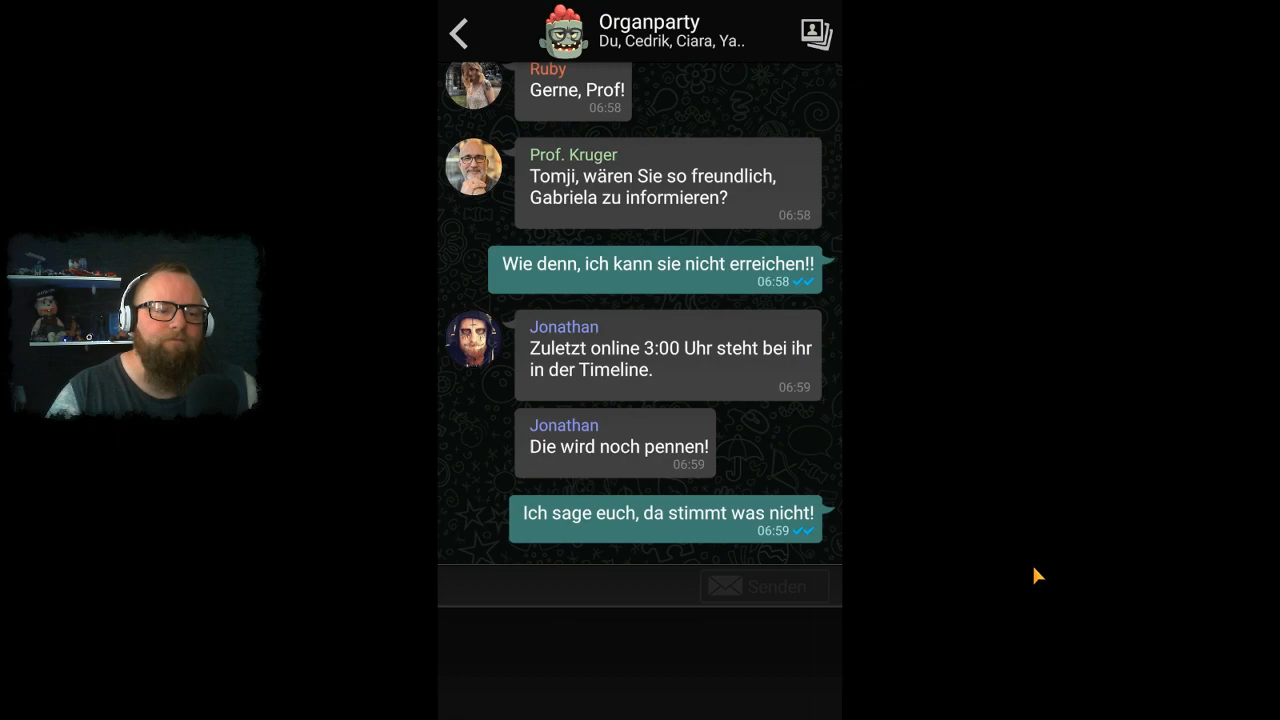 Organparty
Du, Cedrik, Ciara, Ya..
Ruby
Gerne, Prof!
06:58
Prof. Kruger
Tomji, wären Sie so freundlich,
Gabriela zu informieren?
06:58
Wie denn, ich kann sie nicht erreichen!!
06:58
Jonathan
Zuletzt online 3:00 Uhr steht bei ihr
in der Timeline.
06:59
Jonathan
Die wird noch pennen!
06:59
Ich sage euch, da stimmt was nicht!
06:59
Senden